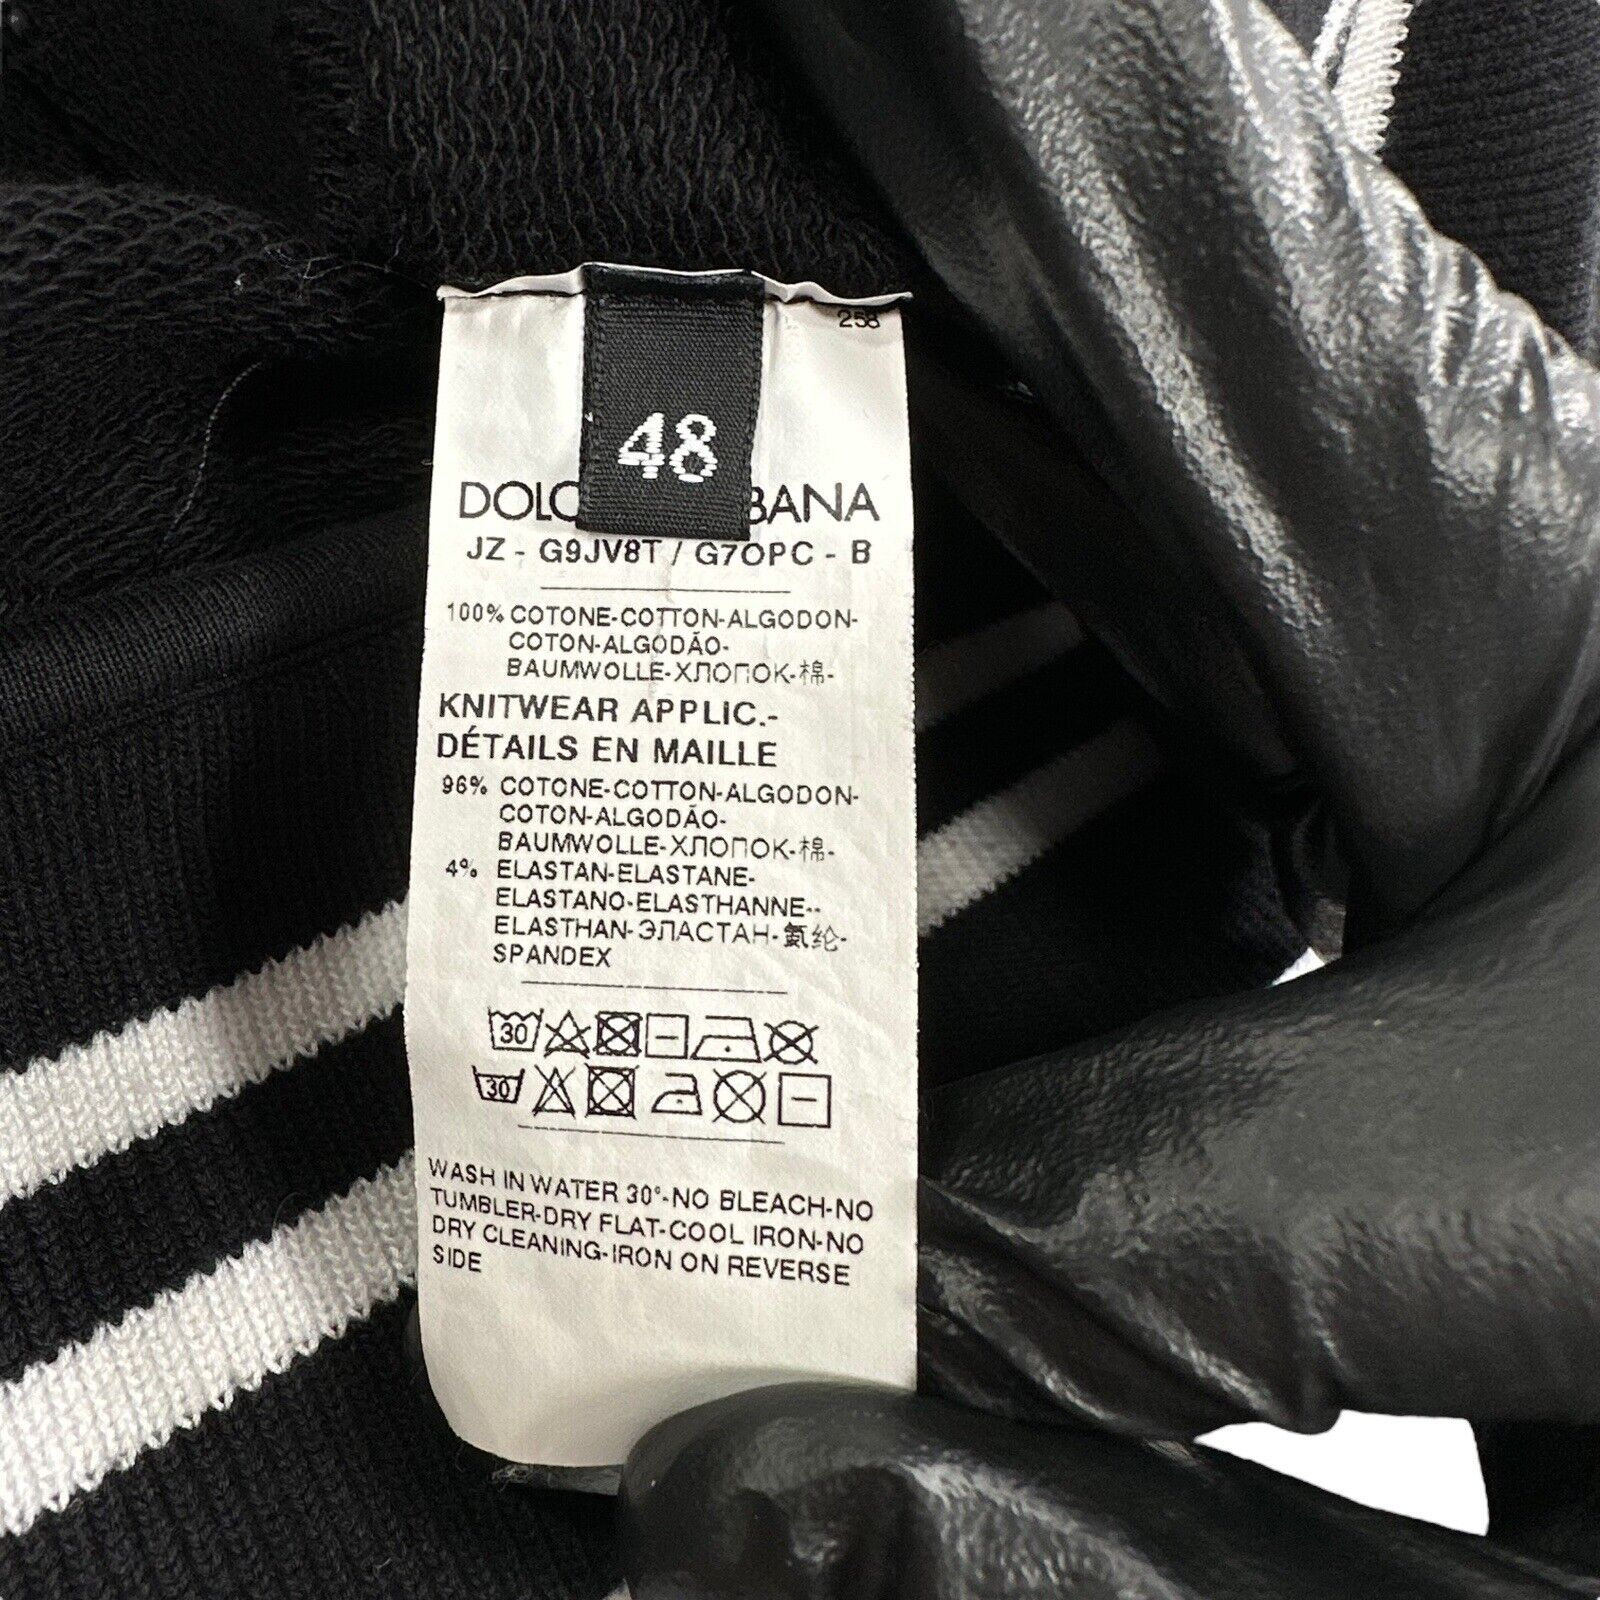 258
48
DOLC BANA
JZ - G9JV8T / G7OPC - B
100% COTONE-COTTON-ALGODON-
COTON-ALGODÃO-
BAUMWOLLE-ХЛОПОК-棉-
KNITWEAR APPLIC.-
DÉTAILS EN MAILLE
96% COTONE-COTTON-ALGODON-
COTON-ALGODÃO-
BAUMWOLLE-ХЛОПОК-棉-
4% ELASTAN-ELASTANE-
ELASTANO-ELASTHANNE--
ELASTHAN-ЭЛАСТАН-氨纶-
SPANDEX
30
30
WASH IN WATER 30°-NO BLEACH-NO
TUMBLER-DRY FLAT-COOL IRON-NO
DRY CLEANING-IRON ON REVERSE
SIDE